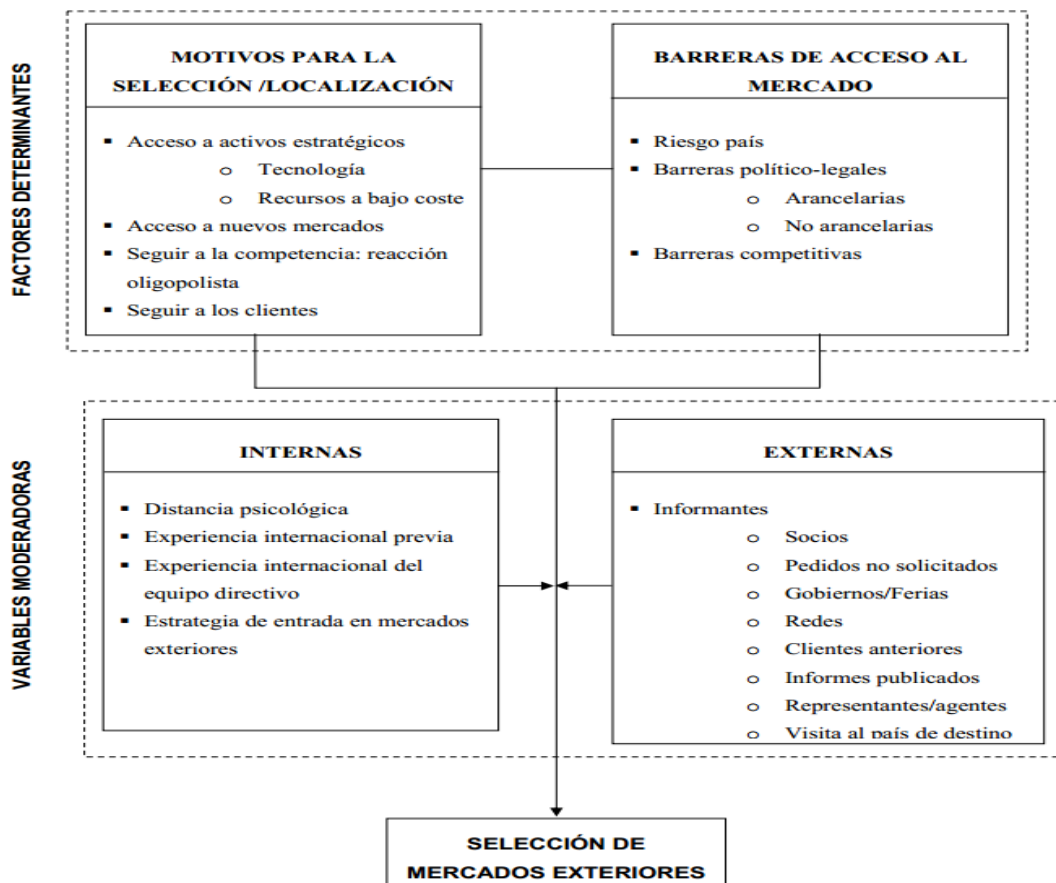 FACTORES DETERMINANTES
MOTIVOS PARA LA
SELECCIÓN /LOCALIZACIÓN
▪ Acceso a activos estratégicos
o Tecnología
o Recursos a bajo coste
▪ Acceso a nuevos mercados
▪ Seguir a la competencia: reacción
oligopolista
▪ Seguir a los clientes
BARRERAS DE ACCESO AL
MERCADO
▪ Riesgo país
▪ Barreras político-legales
o Arancelarias
o No arancelarias
▪ Barreras competitivas
VARIABLES MODERADORAS
INTERNAS
▪ Distancia psicológica
▪ Experiencia internacional previa
▪ Experiencia internacional del
equipo directivo
▪ Estrategia de entrada en mercados
exteriores
EXTERNAS
▪ Informantes
o Socios
o Pedidos no solicitados
o Gobiernos/Ferias
o Redes
o Clientes anteriores
o Informes publicados
o Representantes/agentes
o Visita al país de destino
SELECCIÓN DE
MERCADOS EXTERIORES